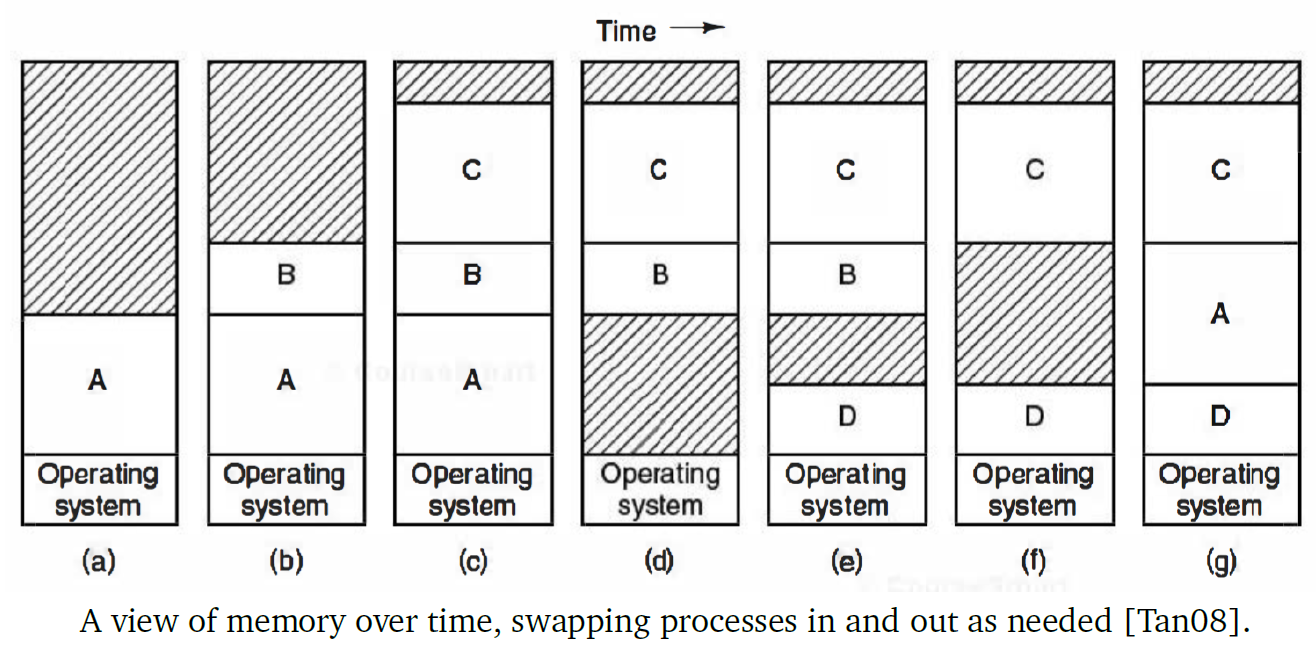 Time
C C C C C
B B B B A
A A A D D D
Operating system Operating system Operating system Operating system Operating system Operating system Operating system
(a) (b) (c) (d) (e) (f) (g)
A view of memory over time, swapping processes in and out as needed [Tan08].